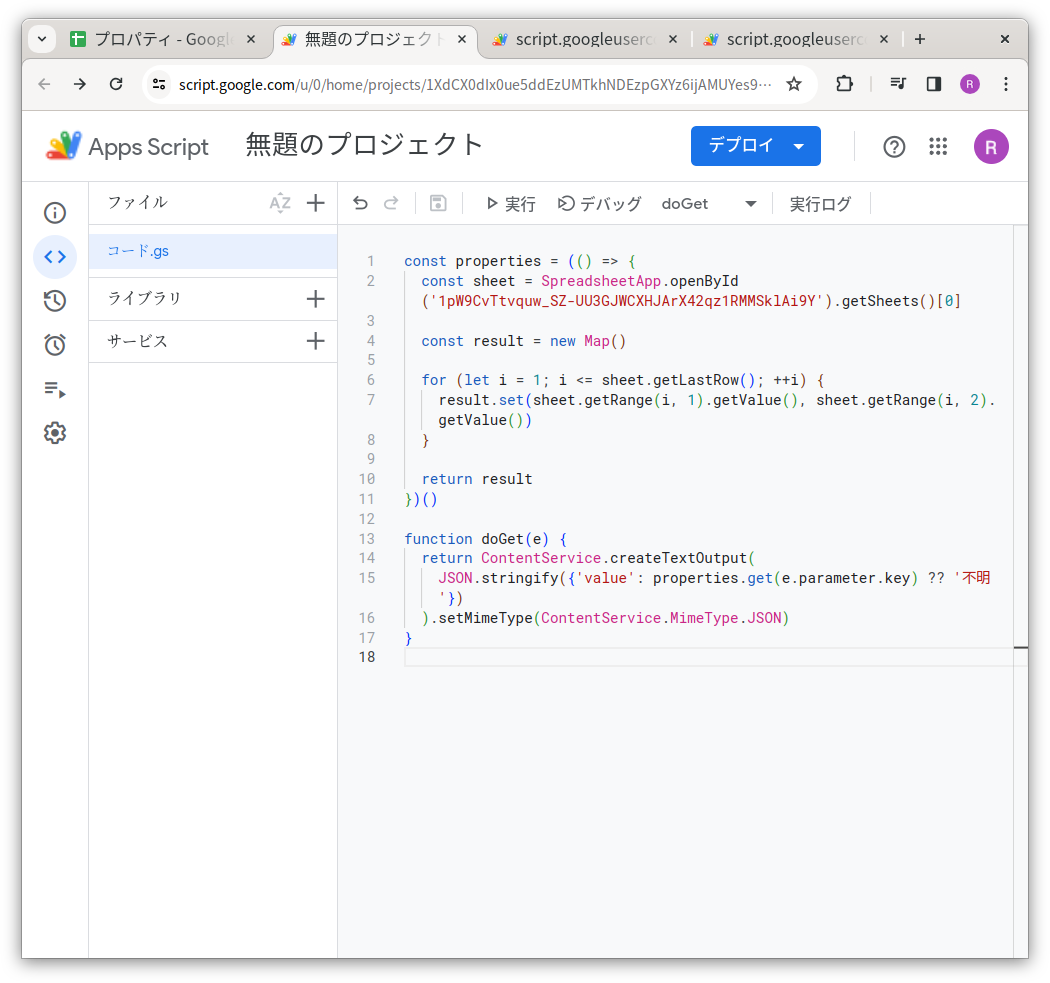 プロパティ - Googl
無題のプロジェクト
script.googleuserc
script.googleuserc
script.google.com/u/0/home/projects/1XdCX0dIx0ue5ddEzUMTkhNDEzpGXYz6ijAMUYes9…
R
Apps Script
無題のプロジェクト
デプロイ
R
ファイル
AZ
実行
デバッグ
doGet
実行ログ
コード.gs
ライブラリ
サービス
1 const properties = (() => {
2 const sheet = SpreadsheetApp.openById
('1pW9CvTtvquw_SZ-UU3GJWCXHJArX42qz1RMMSklAi9Y').getSheets()[0]
3
4 const result = new Map()
5
6 for (let i = 1; i <= sheet.getLastRow(); ++i) {
7 result.set(sheet.getRange(i, 1).getValue(), sheet.getRange(i, 2).
getValue())
8 }
9
10 return result
11 })()
12
13 function doGet(e) {
14 return ContentService.createTextOutput(
15 JSON.stringify({'value': properties.get(e.parameter.key) ?? '不明
'})
16 ).setMimeType(ContentService.MimeType.JSON)
17 }
18